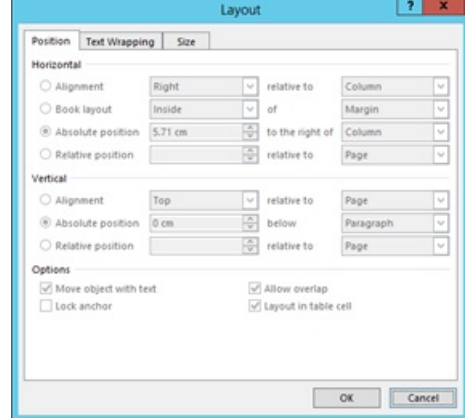 Layout
? x
Position Text Wrapping Size
Horizontal
Alignment Right relative to Column
Book layout Inside of Margin
Absolute position 5.71 cm to the right of Column
Relative position relative to Page
Vertical
Alignment Top relative to Page
Absolute position 0 cm below Paragraph
Relative position relative to Page
Options
Move object with text Allow overlap
Lock anchor Layout in table cell
OK Cancel